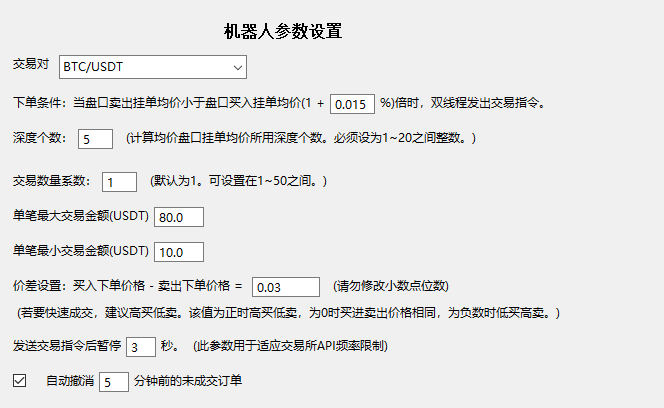 机器人参数设置
交易对 BTC/USDT
下单条件：当盘口卖出挂单均价小于盘口买入挂单均价(1 + 0.015 %)倍时，双线程发出交易指令。
深度个数： 5 (计算均价盘口挂单均价所用深度个数。必须设为1~20之间整数。)
交易数量系数： 1 (默认为1。可设置在1~50之间。)
单笔最大交易金额(USDT) 80.0
单笔最小交易金额(USDT) 10.0
价差设置：买入下单价格 - 卖出下单价格 = 0.03 (请勿修改小数点位数)
(若要快速成交，建议高买低卖。该值为正时高买低卖，为0时买进卖出价格相同，为负数时低买高卖。)
发送交易指令后暂停 3 秒。 (此参数用于适应交易所API频率限制)
自动撤消 5 分钟前的未成交订单